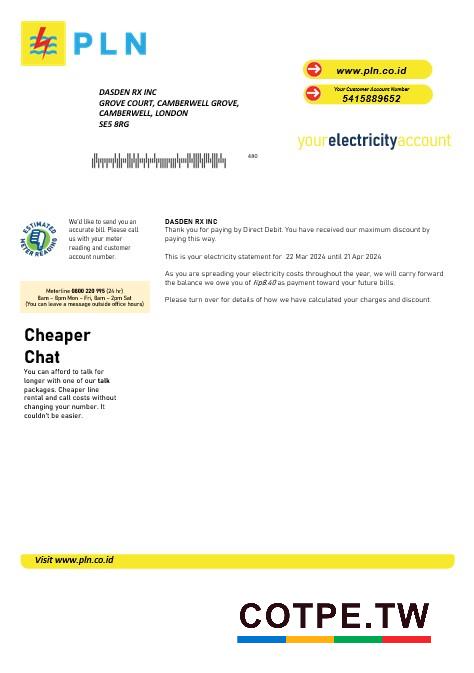 PLN
www.pln.co.id
Your Customer Account Number
5415889652
DASDEN RX INC
GROVE COURT, CAMBERWELL GROVE,
CAMBERWELL, LONDON
SE5 8RG
yourelectricityaccount
480
ESTIMATED
METER READING
We'd like to send you an
accurate bill. Please call
us with your meter
reading and customer
account number.
Meterline 0800 220 995 (24 hr)
8am – 8pm Mon – Fri, 8am – 2pm Sat
(You can leave a message outside office hours)
DASDEN RX INC
Thank you for paying by Direct Debit. You have received our maximum discount by
paying this way.
This is your electricity statement for 22 Mar 2024 until 21 Apr 2024
As you are spreading your electricity costs throughout the year, we will carry forward
the balance we owe you of Rp8.40 as payment toward your future bills.
Please turn over for details of how we have calculated your charges and discount
Cheaper
Chat
You can afford to talk for
longer with one of our talk
packages. Cheaper line
rental and call costs without
changing your number. It
couldn't be easier.
Visit www.pln.co.id
COTPE.TW